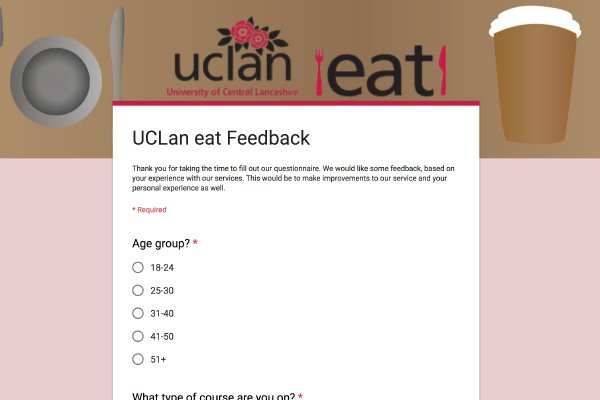 uclan
University of Central Lancashire
eat
UCLan eat Feedback
Thank you for taking the time to fill out our questionnaire. We would like some feedback, based on
your experience with our services. This would be to make improvements to our service and your
personal experience as well.
* Required
Age group? *
18-24
25-30
31-40
41-50
51+
What type of course are you on? *